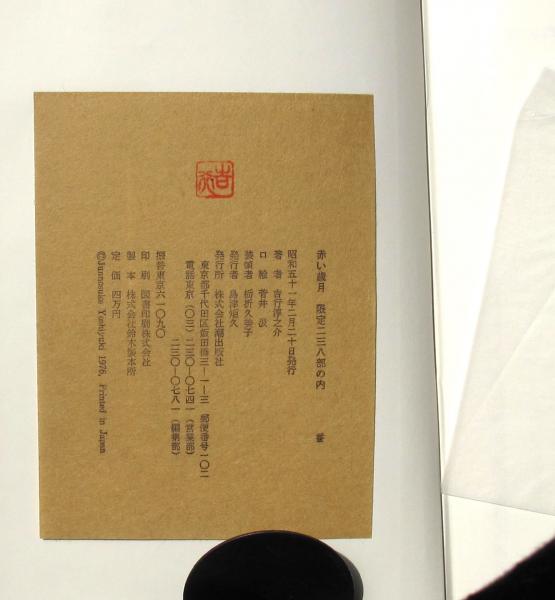 赤い歳月 限定二三八部の内 番
昭和五十一年二月二十日発行
著者 吉行淳之介
口絵 菅井汲
装幀者 栃折久美子
発行者 島津矩久
発行所 株式会社潮出版社
東京都千代田区飯田橋三-一-三 郵便番号一〇二
電話東京(〇三)二三〇-〇七四一(営業部)
二三〇-〇七八一(編集部)
振替東京六一〇九〇
印刷 図書印刷株式会社
製本 株式会社鈴木製本所
定価 四万円
©Junnosuke Yoshiyuki 1976, Printed in Japan
吉行